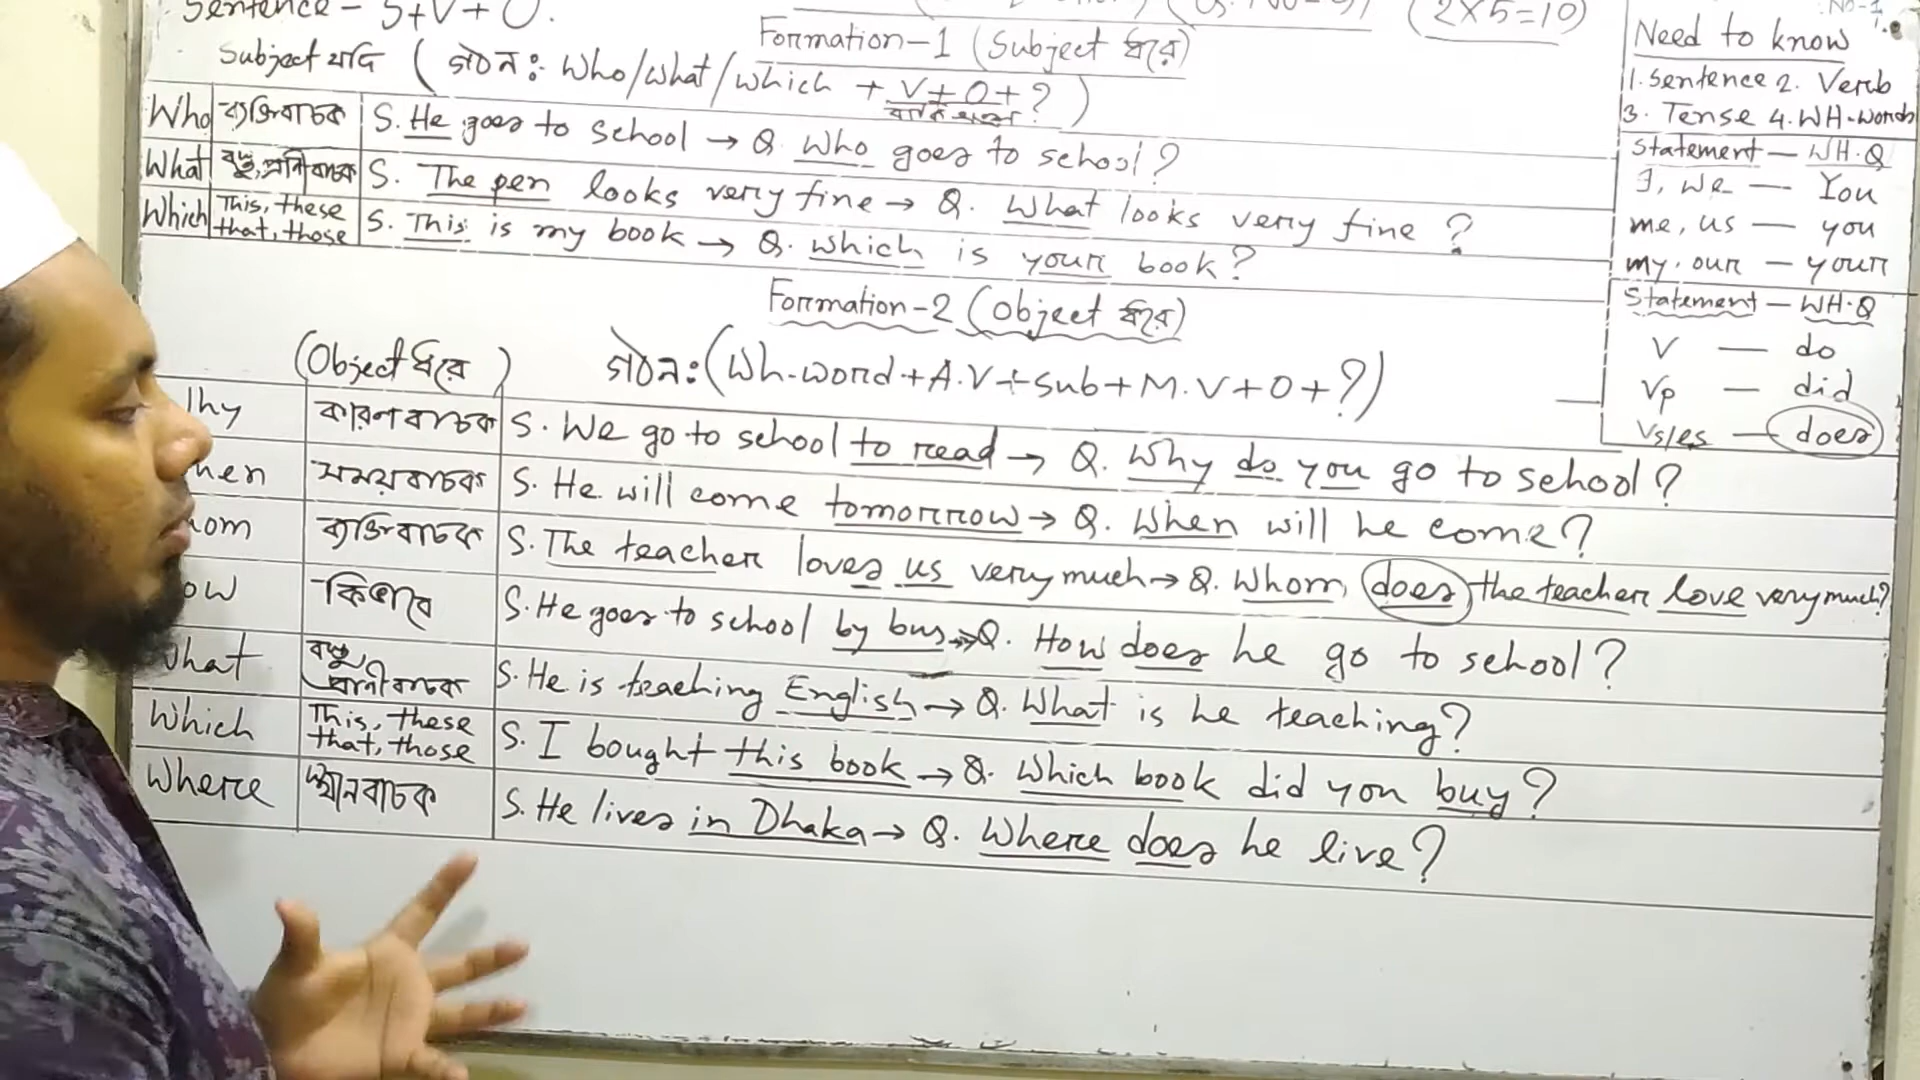 Sentence - S+V+O.
(2x5=10)
Formation-1 (Subject ধরে)
Subject যদি (গঠন: Who/what/which + V+O+?)
Who ব্যক্তিবাচক S. He goes to school → Q. Who goes to school?
What বস্তু, প্রাণীবাচক S. The pen looks very fine → Q. What looks very fine?
Which This, these that, those S. This is my book → Q. which is your book?
Formation-2 (Object ধরে)
(Object ধরে) গঠন: (Wh-word+A.V+Sub+M.V+O+?)
hy কারণবাচক S. We go to school to read → Q. Why do you go to school?
hen সময়বাচক S. He will come tomorrow → Q. When will he come?
hom ব্যক্তিবাচক S. The teacher loves us very much → Q. Whom does the teacher love very much?
ow কিভাবে S. He goes to school by bus → Q. How does he go to school?
What বস্তু, প্রাণীবাচক S. He is teaching English → Q. What is he teaching?
Which This, these that, those S. I bought this book → Q. Which book did you buy?
Where স্থানবাচক S. He lives in Dhaka → Q. Where does he live?
Need to know
1. Sentence 2. Verb
3. Tense 4. WH-words
Statement — WH.Q
I, we — You
me, us — you
my, our — your
Statement — WH.Q
V — do
Vp — did
Vs/es — does